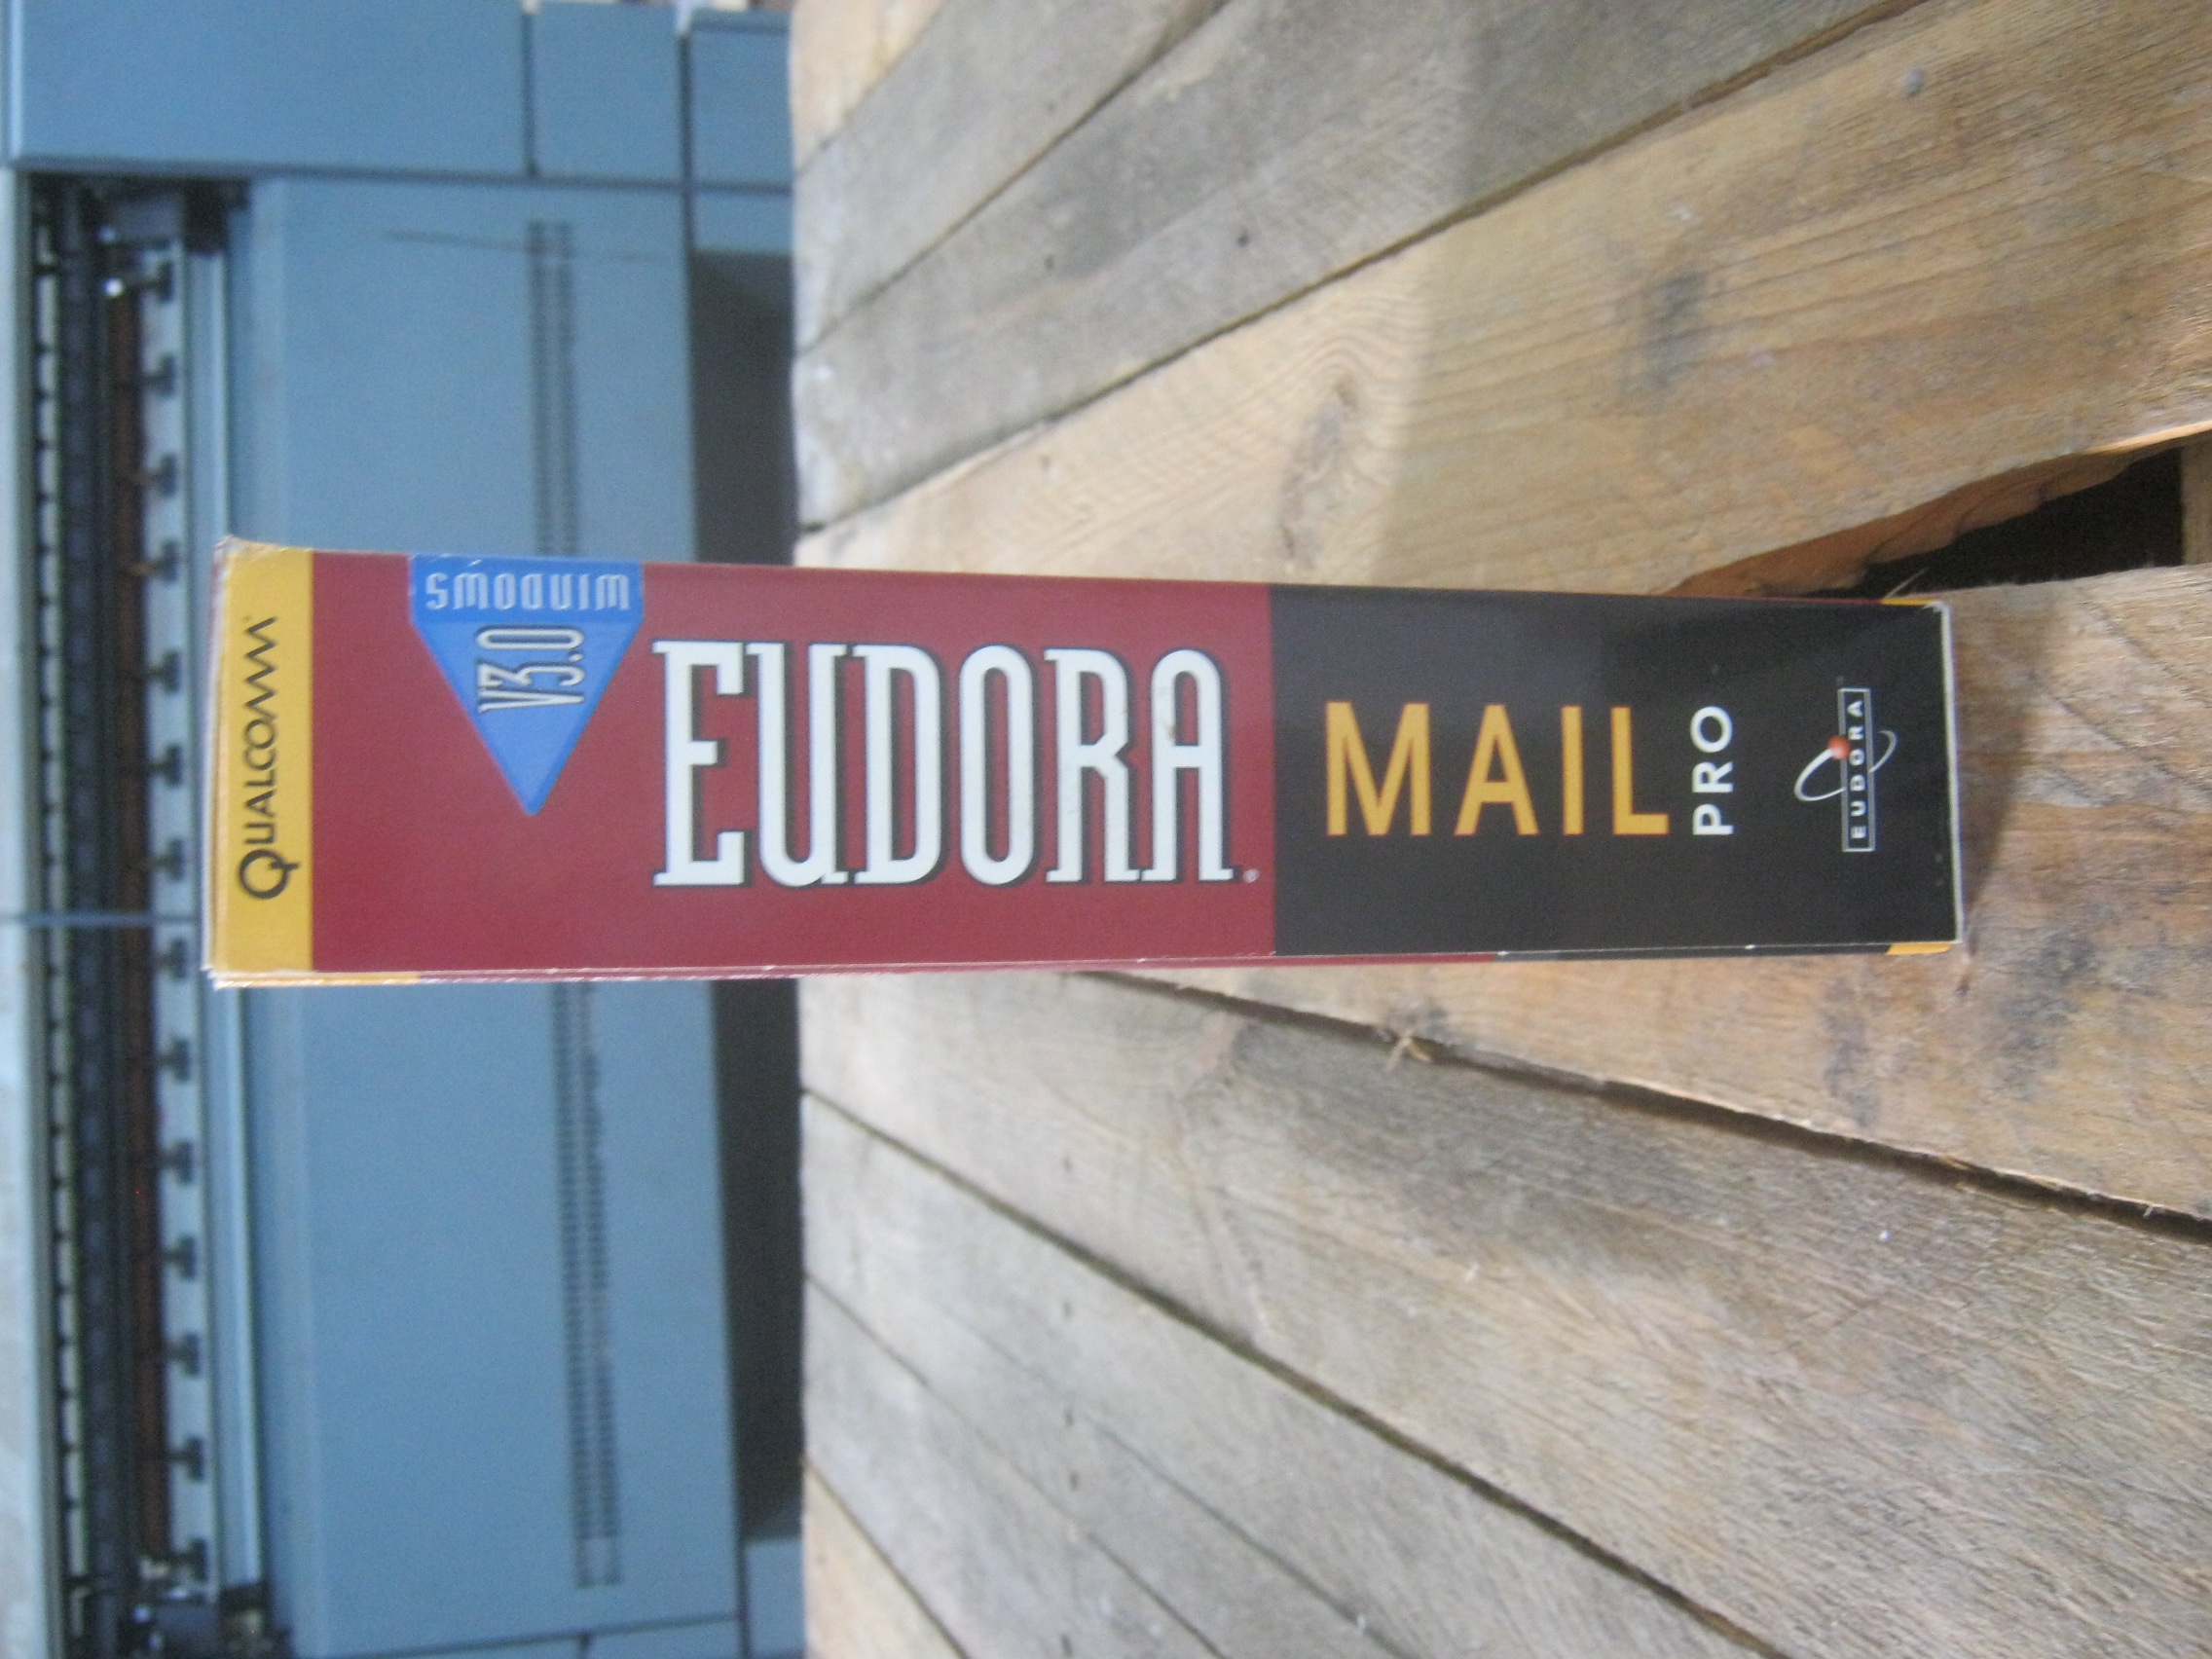 QUALCOMM
WINDOWS
V3.0
EUDORA®
MAIL
PRO
EUDORA